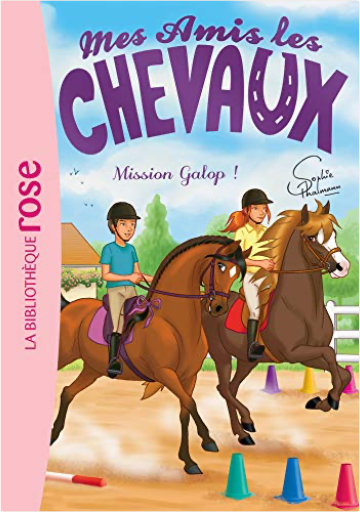 Mes Amis les
CHEVAUX
Mission Galop !
Sophie
Thalmann
LA BIBLIOTHÈQUE rose